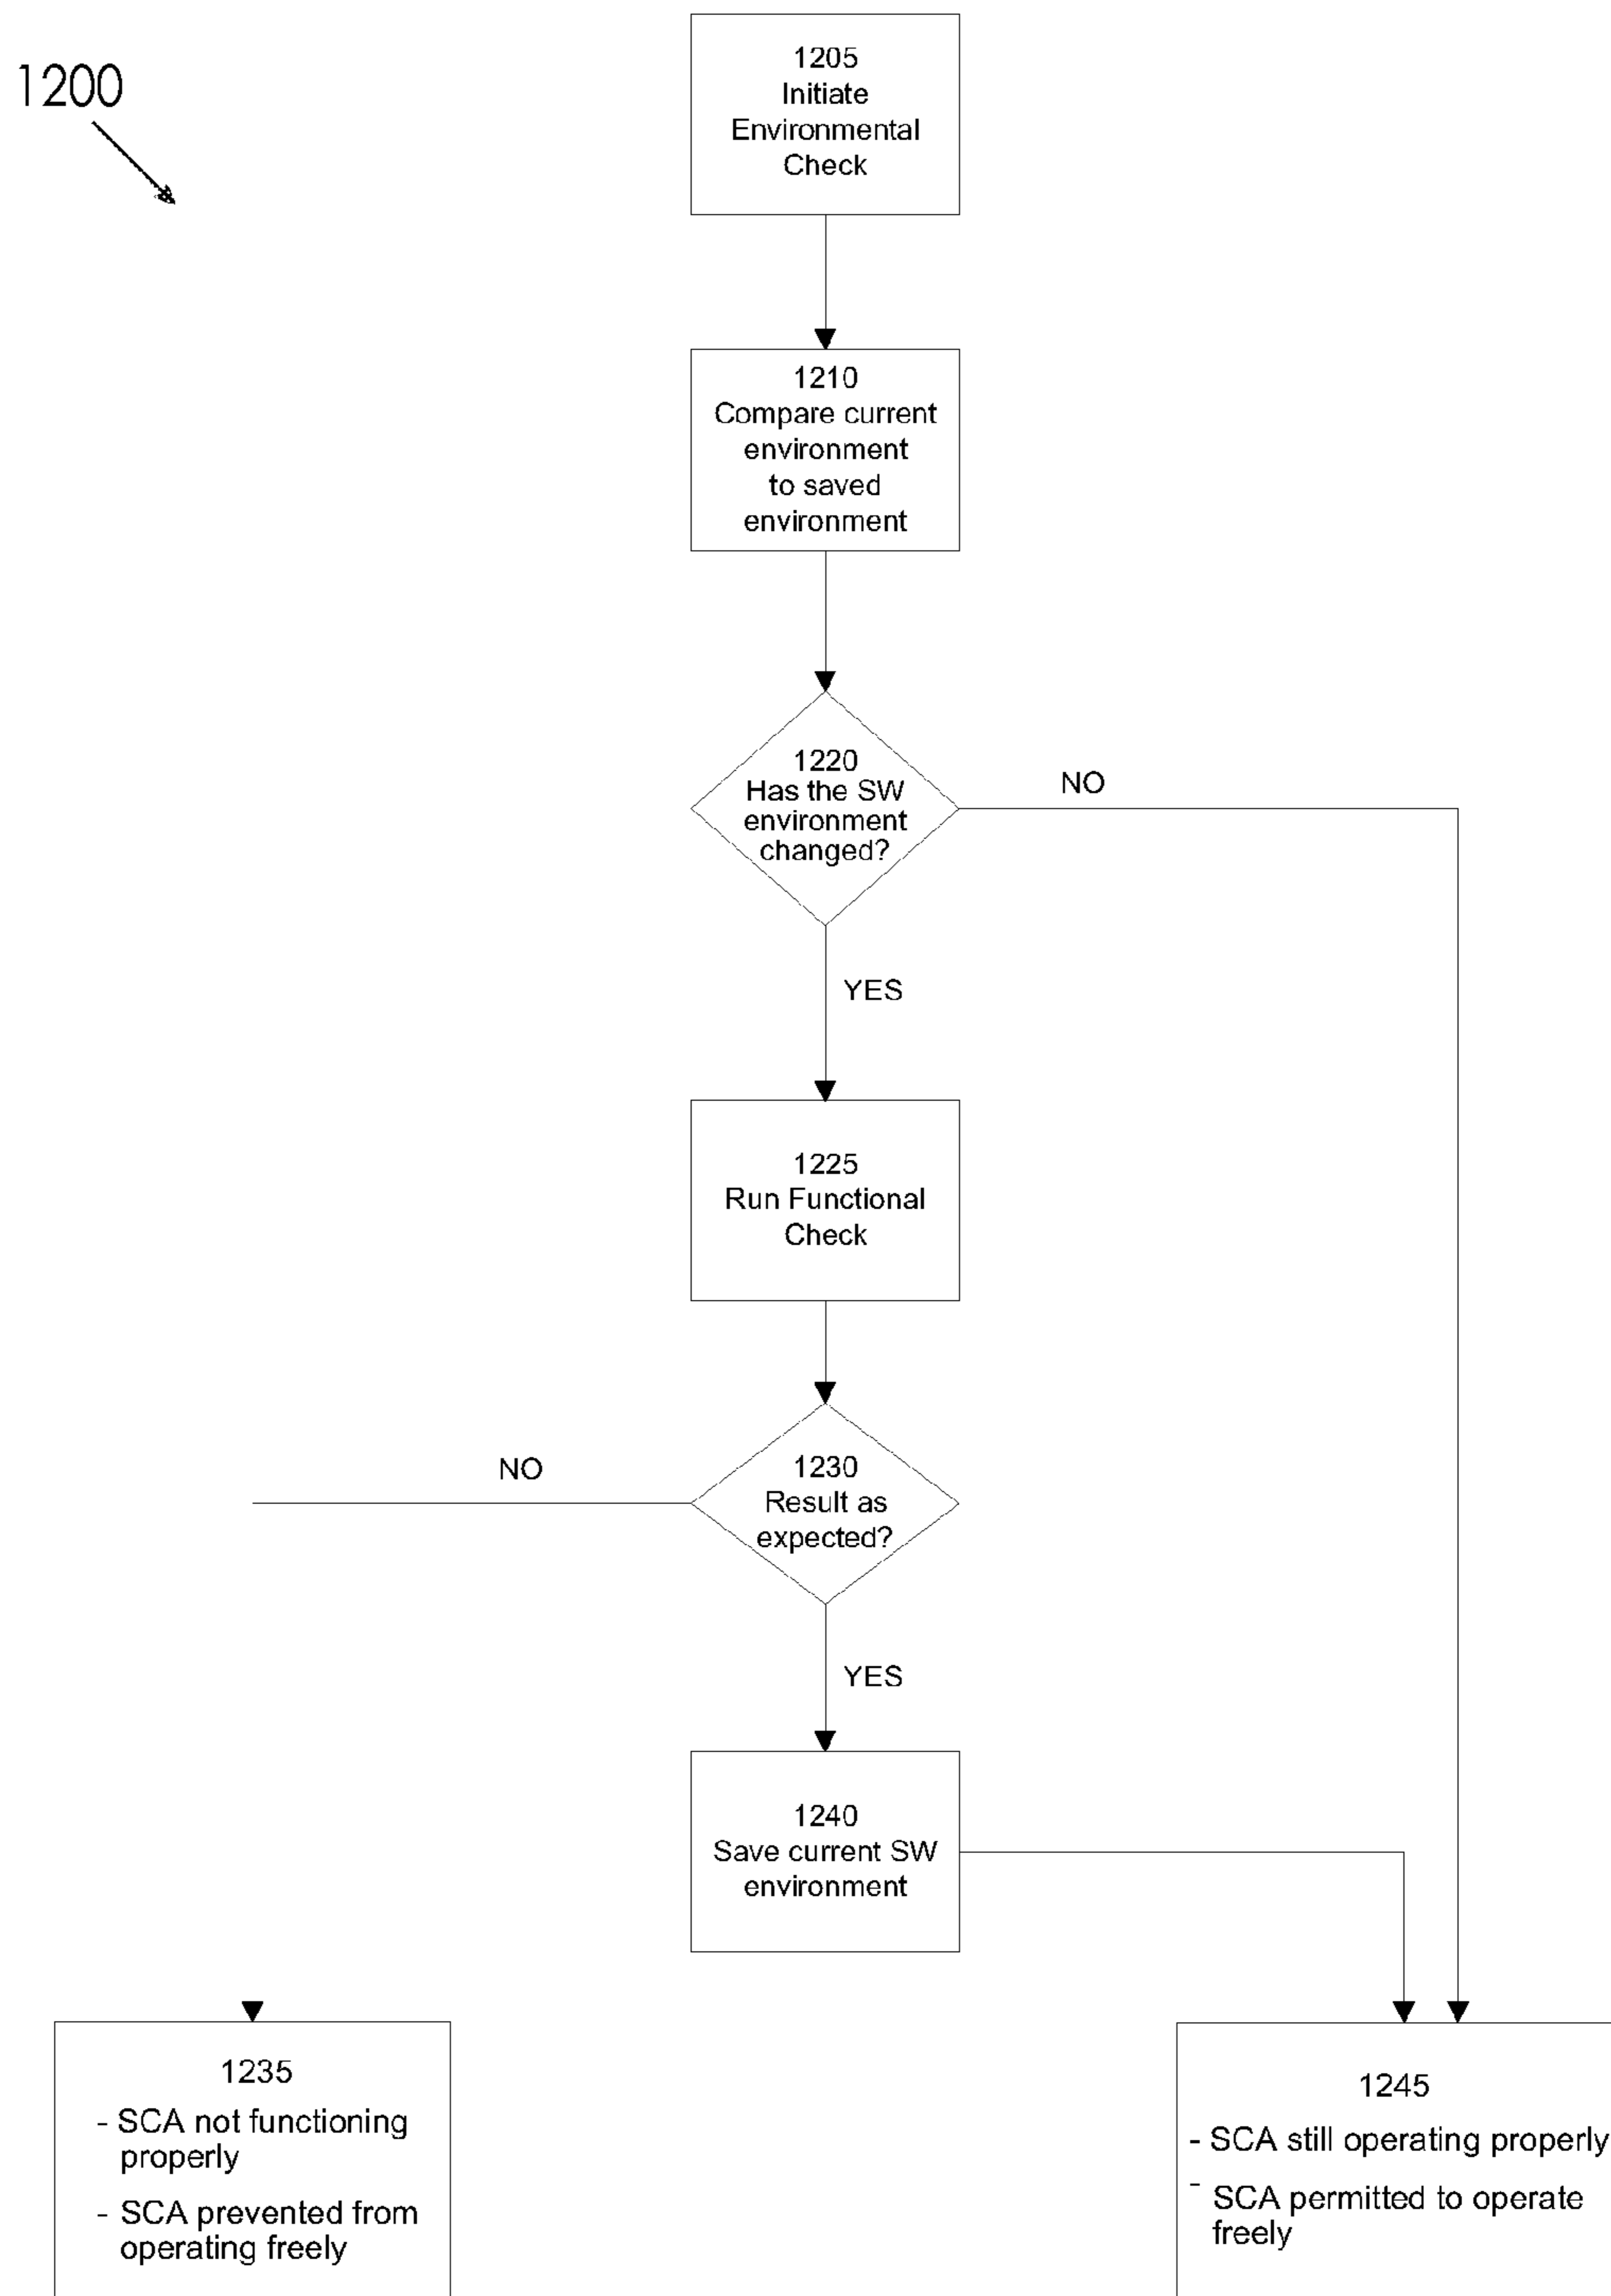 1200
1205
Initiate
Environmental
Check
1210
Compare current
environment
to saved
environment
1220
Has the SW
environment
changed?
NO
YES
1225
Run Functional
Check
1230
Result as
expected?
NO
YES
1240
Save current SW
environment
1235
- SCA not functioning
properly
- SCA prevented from
operating freely
1245
- SCA still operating properly
- SCA permitted to operate
freely